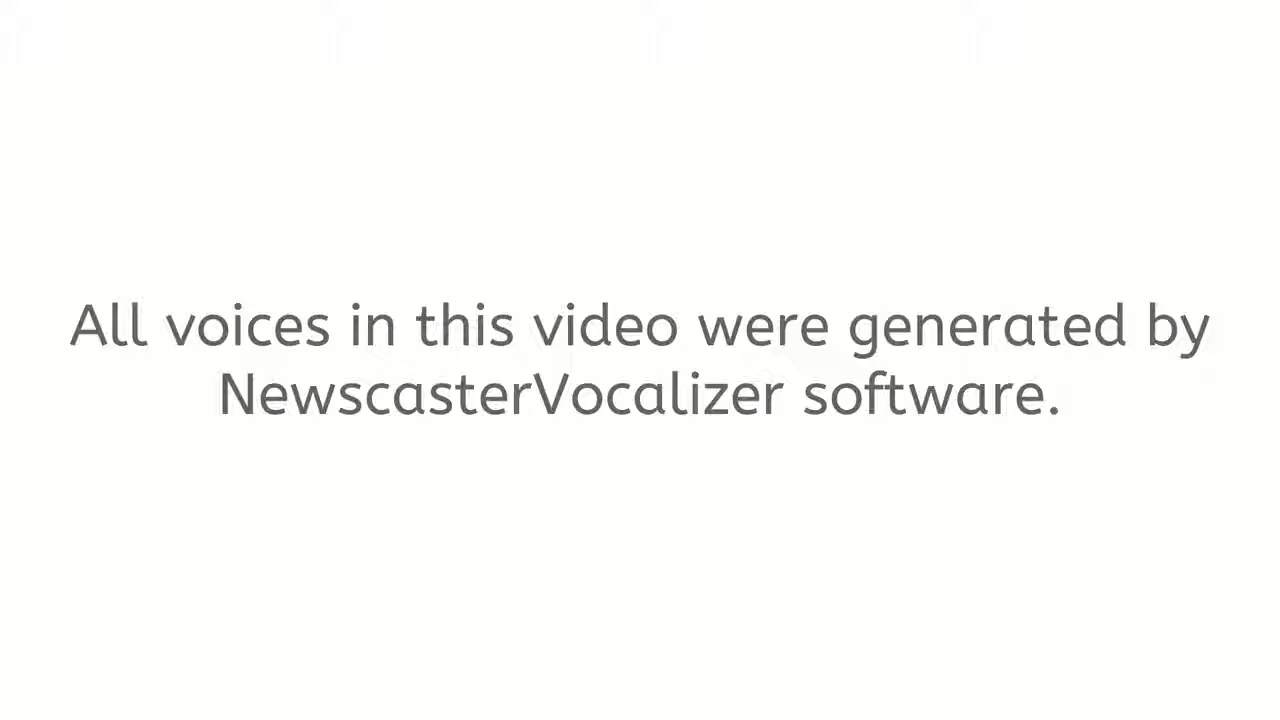 All voices in this video were generated by
NewscasterVocalizer software.